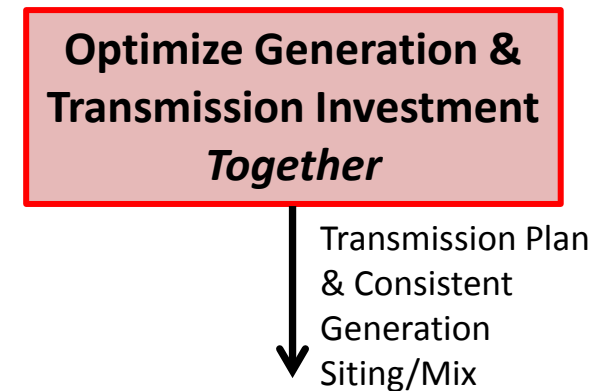 Optimize Generation &
Transmission Investment
Together
Transmission Plan
& Consistent
Generation
Siting/Mix